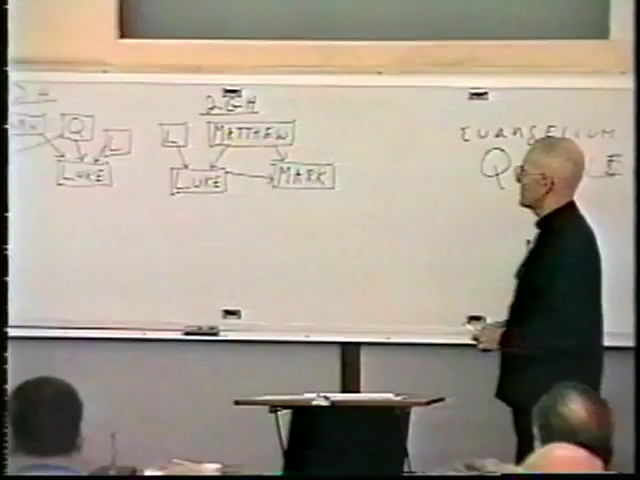 2GH
Q
L
MATTHEW
LUKE
LUKE
MARK
EVANGELIUM
Q